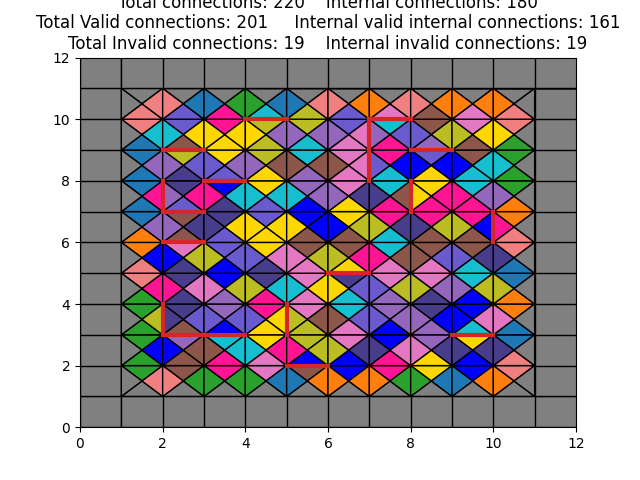 Total connections: 220    Internal connections: 180
Total Valid connections: 201     Internal valid internal connections: 161
Total Invalid connections: 19    Internal invalid connections: 19
12
10
8
6
4
2
0
0 2 4 6 8 10 12